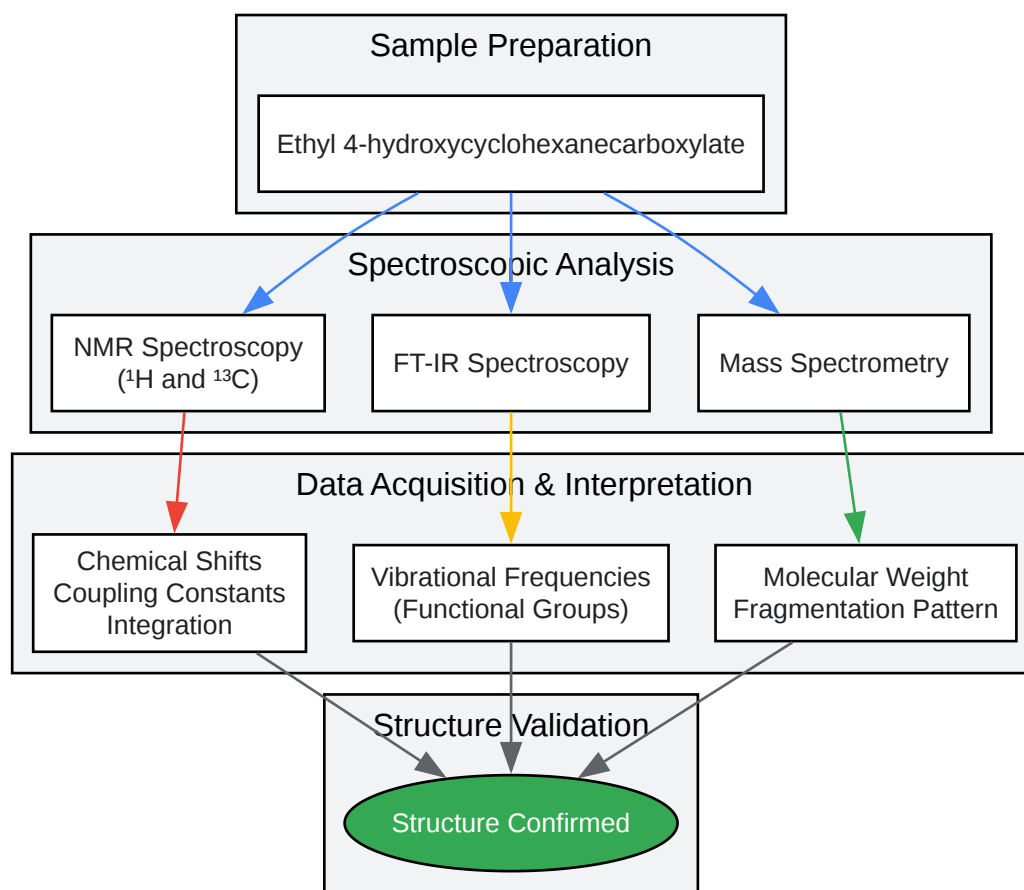 Sample Preparation
Ethyl 4-hydroxycyclohexanecarboxylate
Spectroscopic Analysis
NMR Spectroscopy
(¹H and ¹³C)
FT-IR Spectroscopy
Mass Spectrometry
Data Acquisition & Interpretation
Chemical Shifts
Coupling Constants
Integration
Vibrational Frequencies
(Functional Groups)
Molecular Weight
Fragmentation Pattern
Structure Validation
Structure Confirmed